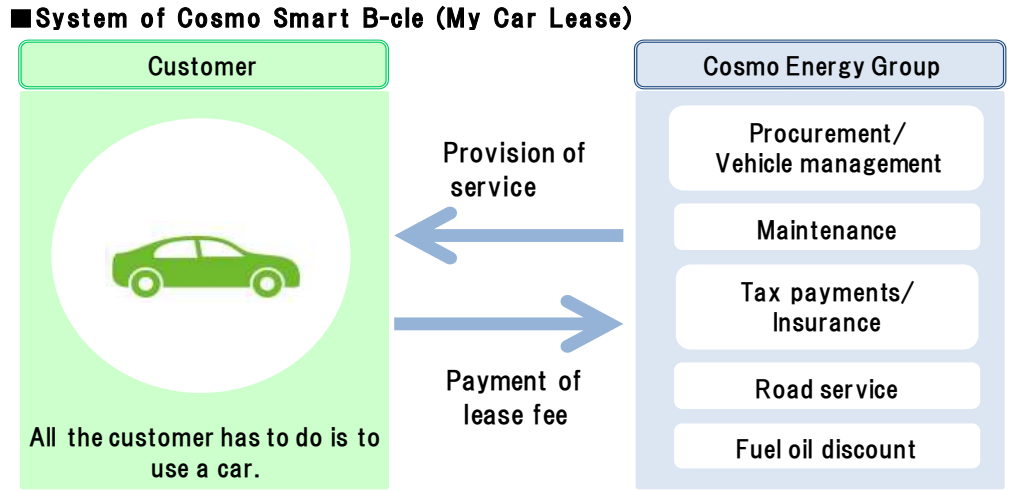 ■System of Cosmo Smart B-cle (My Car Lease)
Customer
All the customer has to do is to
use a car.
Provision of
service
Payment of
lease fee
Cosmo Energy Group
Procurement/
Vehicle management
Maintenance
Tax payments/
Insurance
Road service
Fuel oil discount